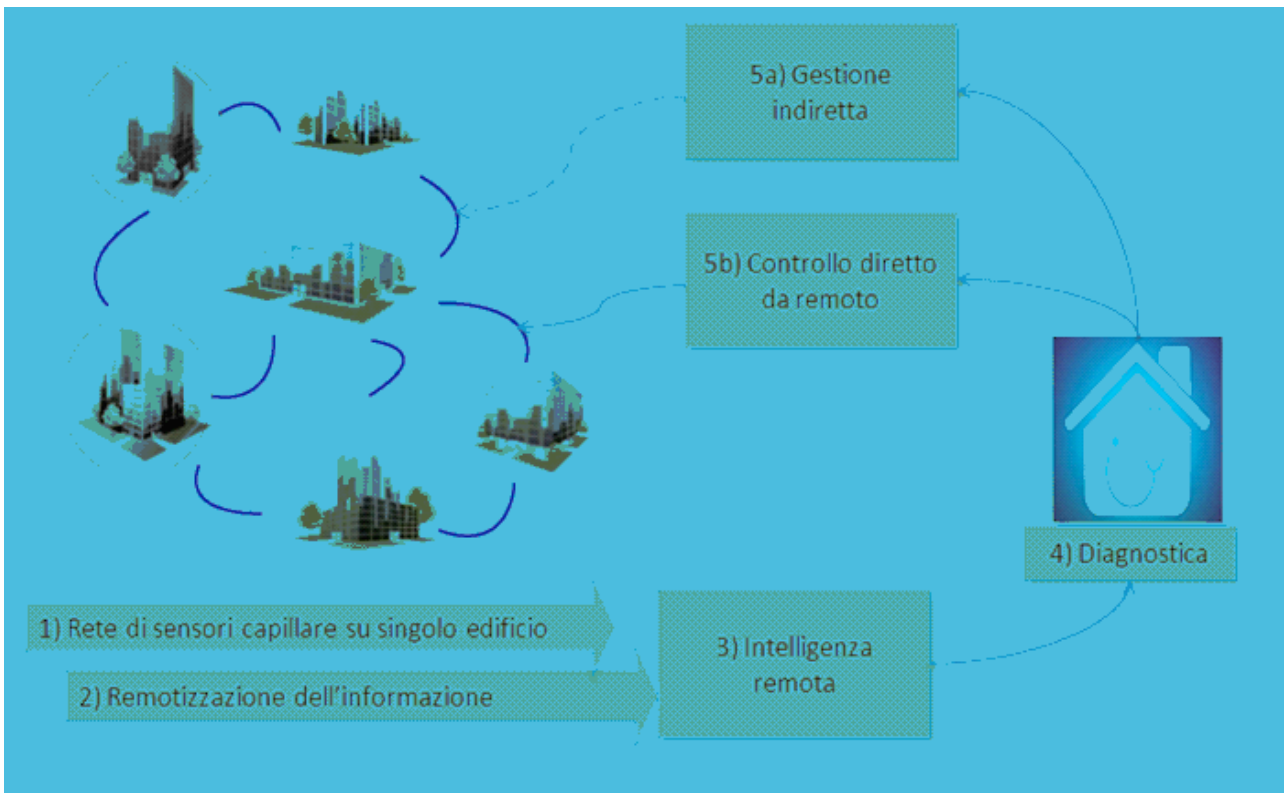 5a) Gestione
indiretta
5b) Controllo diretto
da remoto
4) Diagnostica
1) Rete di sensori capillare su singolo edificio
2) Remotizzazione dell'informazione
3) Intelligenza
remota